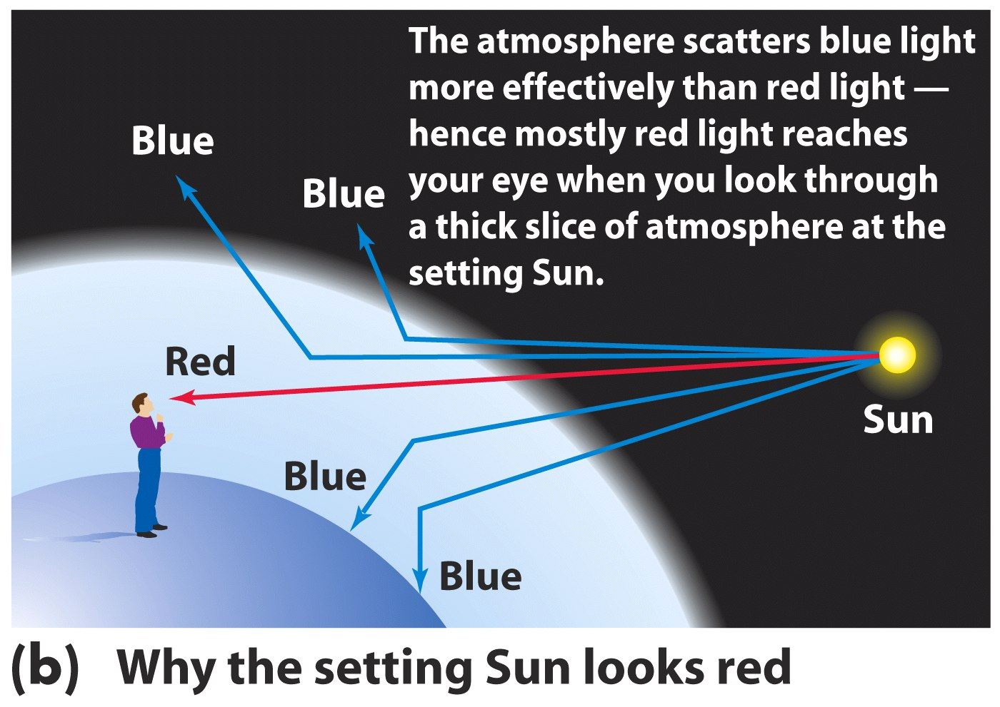 The atmosphere scatters blue light
more effectively than red light —
hence mostly red light reaches
your eye when you look through
a thick slice of atmosphere at the
setting Sun.
Blue
Blue
Red
Sun
Blue
Blue
(b) Why the setting Sun looks red